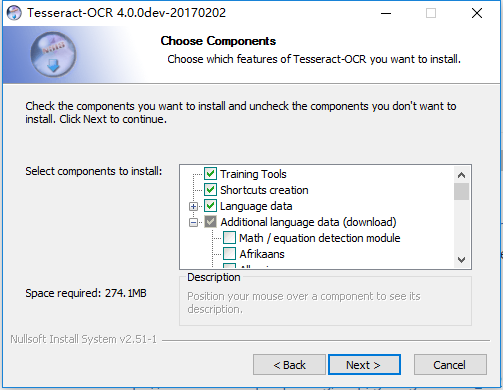 Tesseract-OCR 4.0.0dev-20170202
Choose Components
Choose which features of Tesseract-OCR you want to install.
Check the components you want to install and uncheck the components you don't want to
install. Click Next to continue.
Select components to install:
Training Tools
Shortcuts creation
Language data
Additional language data (download)
Math / equation detection module
Afrikaans
Space required: 274.1MB
Description
Position your mouse over a component to see its
description.
Nullsoft Install System v2.51-1
< Back
Next >
Cancel